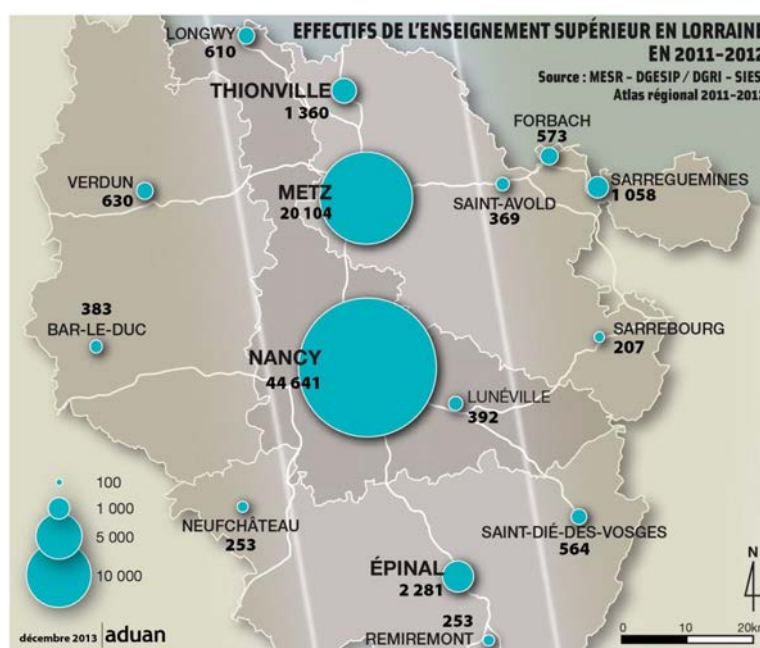 EFFECTIFS DE L'ENSEIGNEMENT SUPÉRIEUR EN LORRAINE
EN 2011-2012
Source : MESR - DGESIP / DGRI - SIES
Atlas régional 2011-2012
LONGWY
610
THIONVILLE
1 360
FORBACH
573
VERDUN
630
METZ
20 104
SAINT-AVOLD
369
SARREGUEMINES
1 058
383
BAR-LE-DUC
NANCY
44 641
SARREBOURG
207
LUNÉVILLE
392
100
1 000
5 000
10 000
NEUFCHÂTEAU
253
SAINT-DIÉ-DES-VOSGES
564
ÉPINAL
2 281
253
REMIREMONT
N
0 10 20km
décembre 2013 | aduan